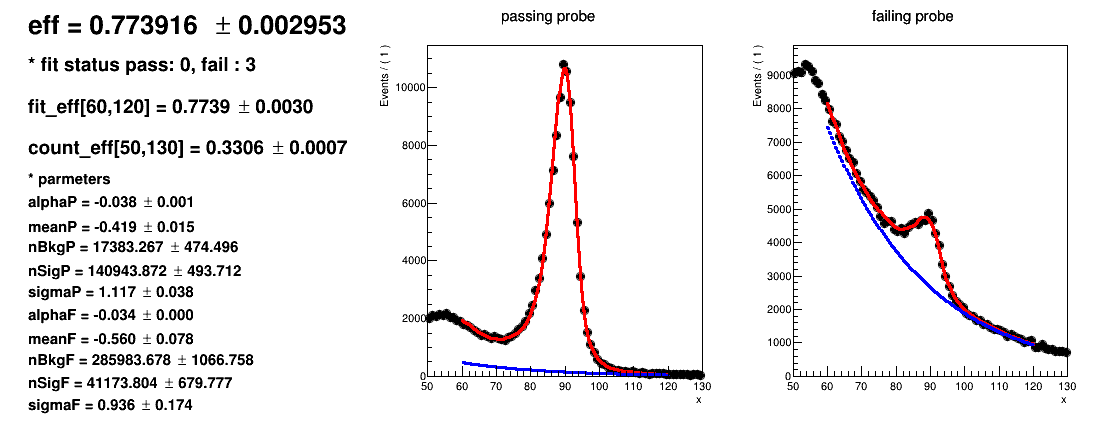 eff = 0.773916 ± 0.002953
* fit status pass: 0, fail : 3
fit_eff[60,120] = 0.7739 ± 0.0030
count_eff[50,130] = 0.3306 ± 0.0007
* parmeters
alphaP = -0.038 ± 0.001
meanP = -0.419 ± 0.015
nBkgP = 17383.267 ± 474.496
nSigP = 140943.872 ± 493.712
sigmaP = 1.117 ± 0.038
alphaF = -0.034 ± 0.000
meanF = -0.560 ± 0.078
nBkgF = 285983.678 ± 1066.758
nSigF = 41173.804 ± 679.777
sigmaF = 0.936 ± 0.174
passing probe
Events / ( 1 )
10000
8000
6000
4000
2000
0
50 60 70 80 90 100 110 120 130
x
failing probe
Events / ( 1 )
9000
8000
7000
6000
5000
4000
3000
2000
1000
0
50 60 70 80 90 100 110 120 130
x